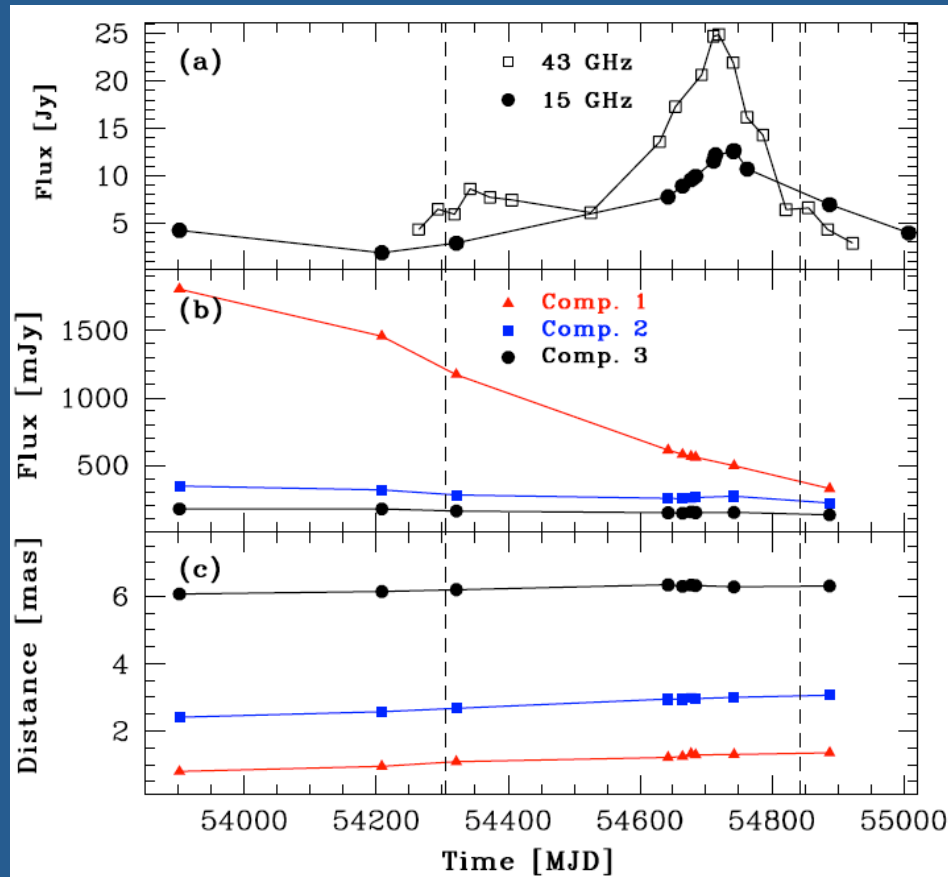 (a)
43 GHz
15 GHz
Flux [Jy]
25
20
15
10
5
(b)
Comp. 1
Comp. 2
Comp. 3
Flux [mJy]
1500
1000
500
(c)
Distance [mas]
6
4
2
54000 54200 54400 54600 54800 55000
Time [MJD]